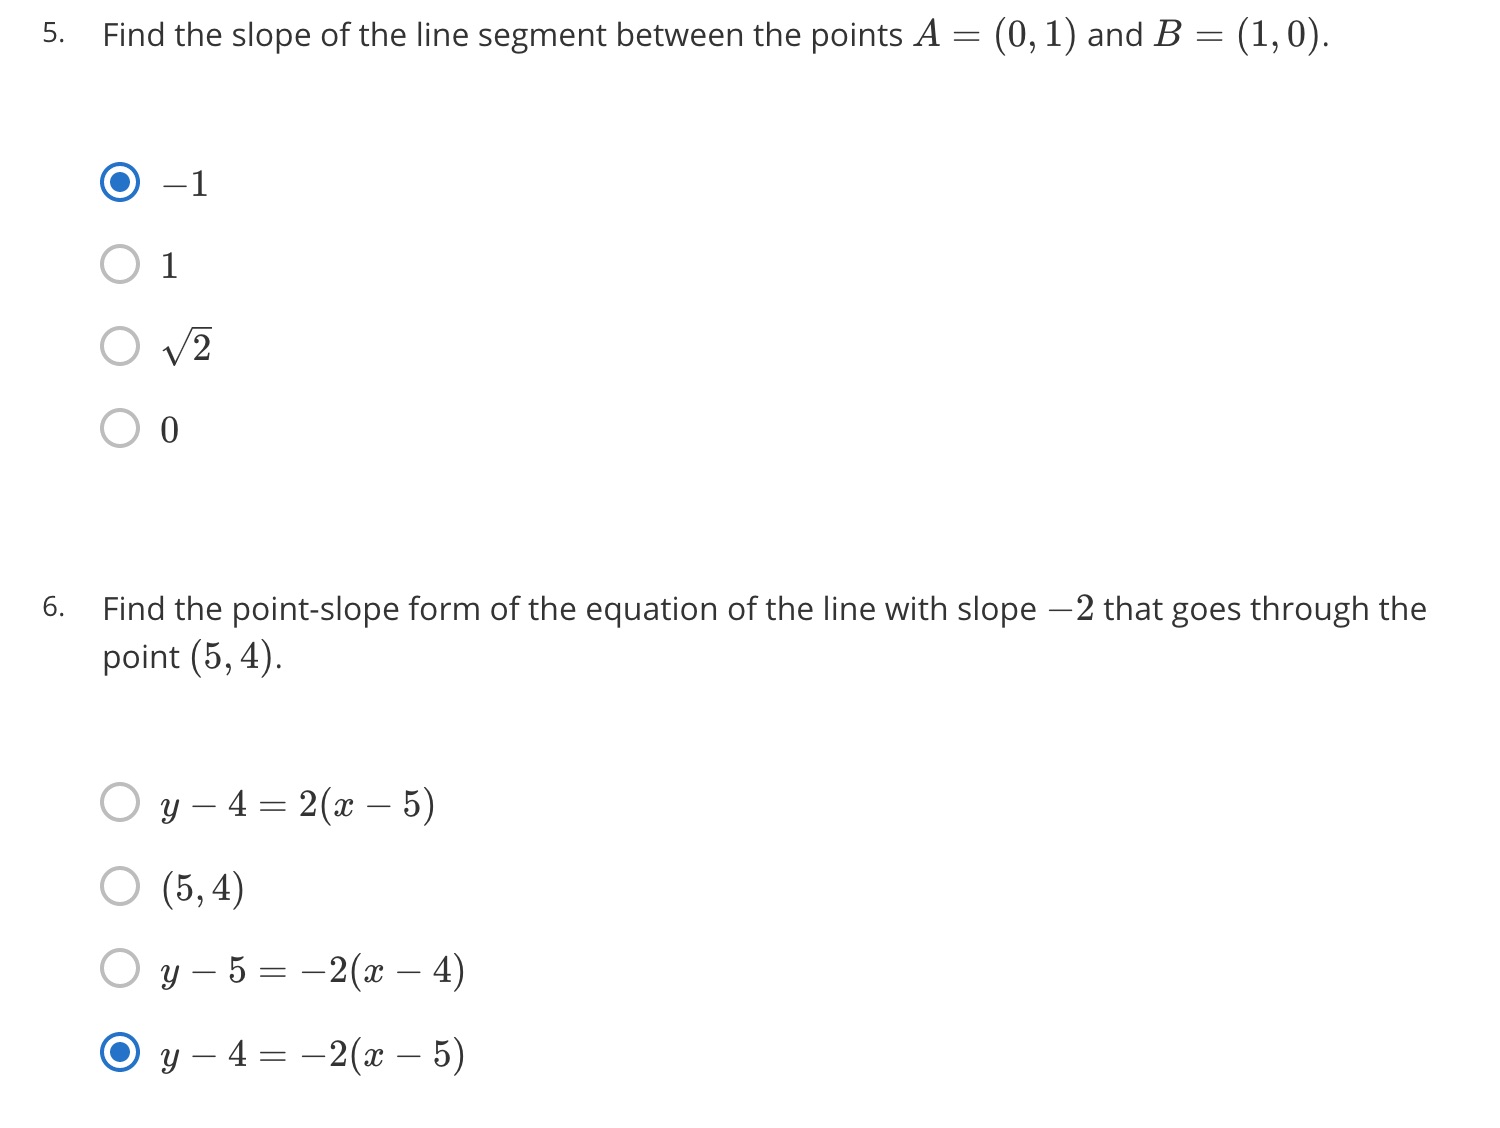 5. Find the slope of the line segment between the points A = (0, 1) and B = (1, 0).
−1
1
√2
0
6. Find the point-slope form of the equation of the line with slope −2 that goes through the
point (5, 4).
y − 4 = 2(x − 5)
(5, 4)
y − 5 = −2(x − 4)
y − 4 = −2(x − 5)